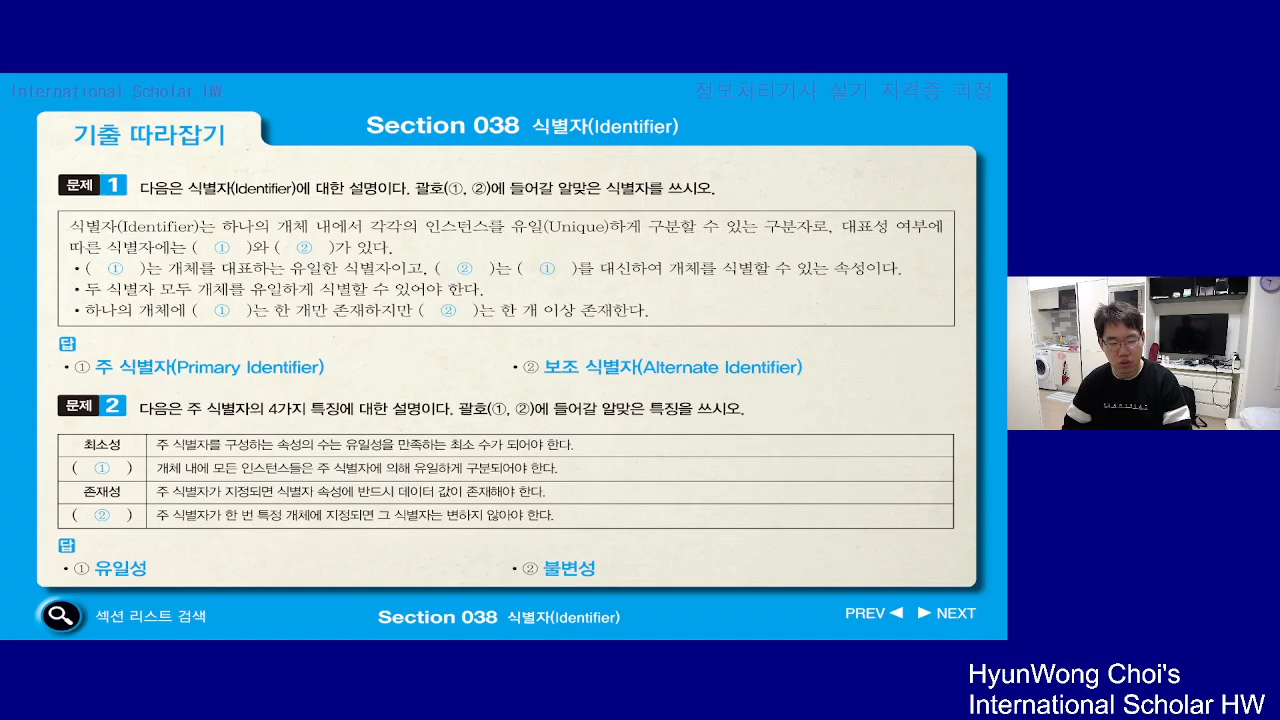 International Scholar HW
정보처리기사 실기 자격증 과정
기출 따라잡기
Section 038 식별자(Identifier)
문제 1 다음은 식별자(Identifier)에 대한 설명이다. 괄호(①, ②)에 들어갈 알맞은 식별자를 쓰시오.
식별자(Identifier)는 하나의 개체 내에서 각각의 인스턴스를 유일(Unique)하게 구분할 수 있는 구분자로, 대표성 여부에
따른 식별자에는 ( ① )와 ( ② )가 있다.
• ( ① )는 개체를 대표하는 유일한 식별자이고, ( ② )는 ( ① )를 대신하여 개체를 식별할 수 있는 속성이다.
• 두 식별자 모두 개체를 유일하게 식별할 수 있어야 한다.
• 하나의 개체에 ( ① )는 한 개만 존재하지만 ( ② )는 한 개 이상 존재한다.
답
• ① 주 식별자(Primary Identifier) • ② 보조 식별자(Alternate Identifier)
문제 2 다음은 주 식별자의 4가지 특징에 대한 설명이다. 괄호(①, ②)에 들어갈 알맞은 특징을 쓰시오.
최소성 주 식별자를 구성하는 속성의 수는 유일성을 만족하는 최소 수가 되어야 한다.
( ① ) 개체 내에 모든 인스턴스들은 주 식별자에 의해 유일하게 구분되어야 한다.
존재성 주 식별자가 지정되면 식별자 속성에 반드시 데이터 값이 존재해야 한다.
( ② ) 주 식별자가 한 번 특정 개체에 지정되면 그 식별자는 변하지 않아야 한다.
답
• ① 유일성 • ② 불변성
섹션 리스트 검색
Section 038 식별자(Identifier)
PREV ◀ ▶ NEXT
HyunWong Choi's
International Scholar HW